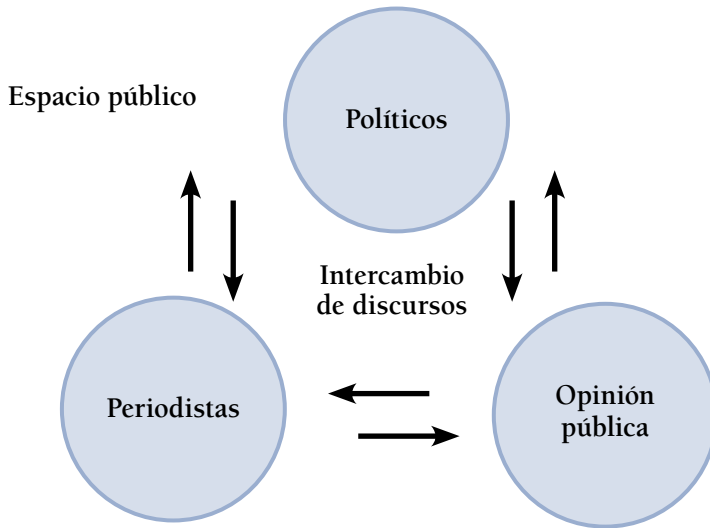 Espacio público
Políticos
Intercambio
de discursos
Periodistas
Opinión
pública